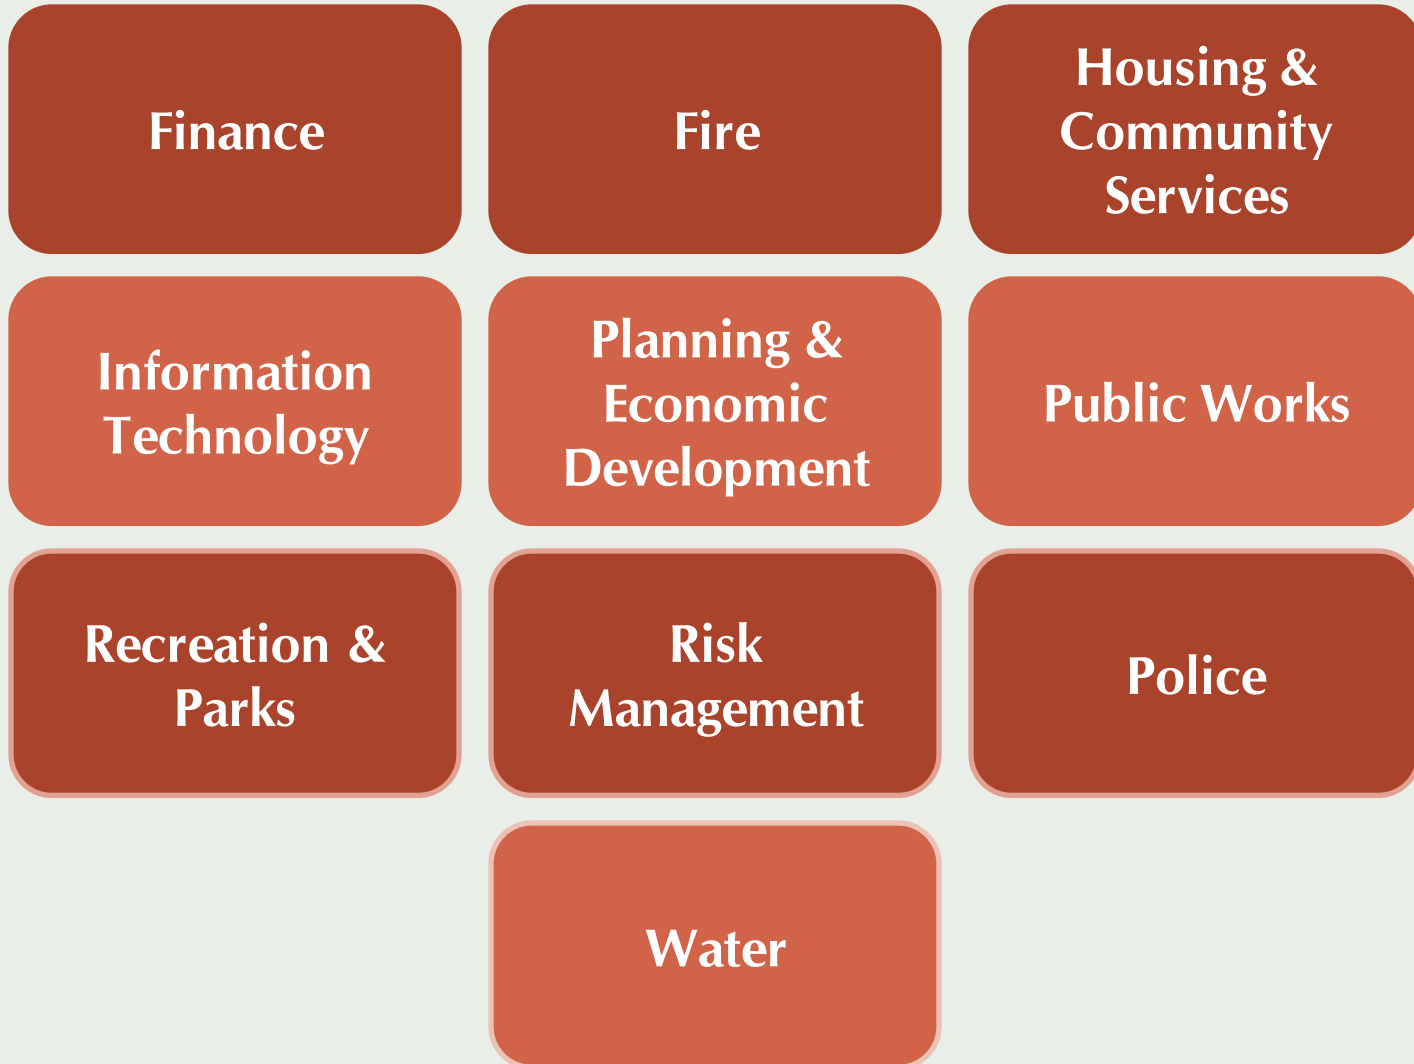 Finance
Fire
Housing &
Community
Services
Information
Technology
Planning &
Economic
Development
Public Works
Recreation &
Parks
Risk
Management
Police
Water